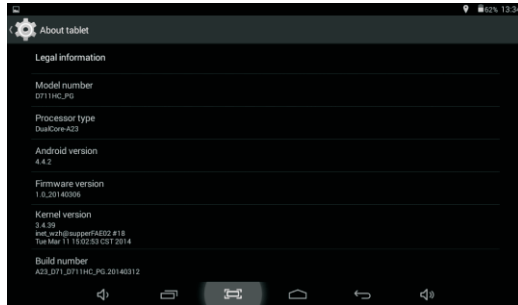 62% 13:34
About tablet
Legal information
Model number
D711HC_PG
Processor type
DualCore-A23
Android version
4.4.2
Firmware version
1.0_20140306
Kernel version
3.4.39
inet_wzh@supperFAE02 #18
Tue Mar 11 15:02:53 CST 2014
Build number
A23_D71_D711HC_PG.20140312